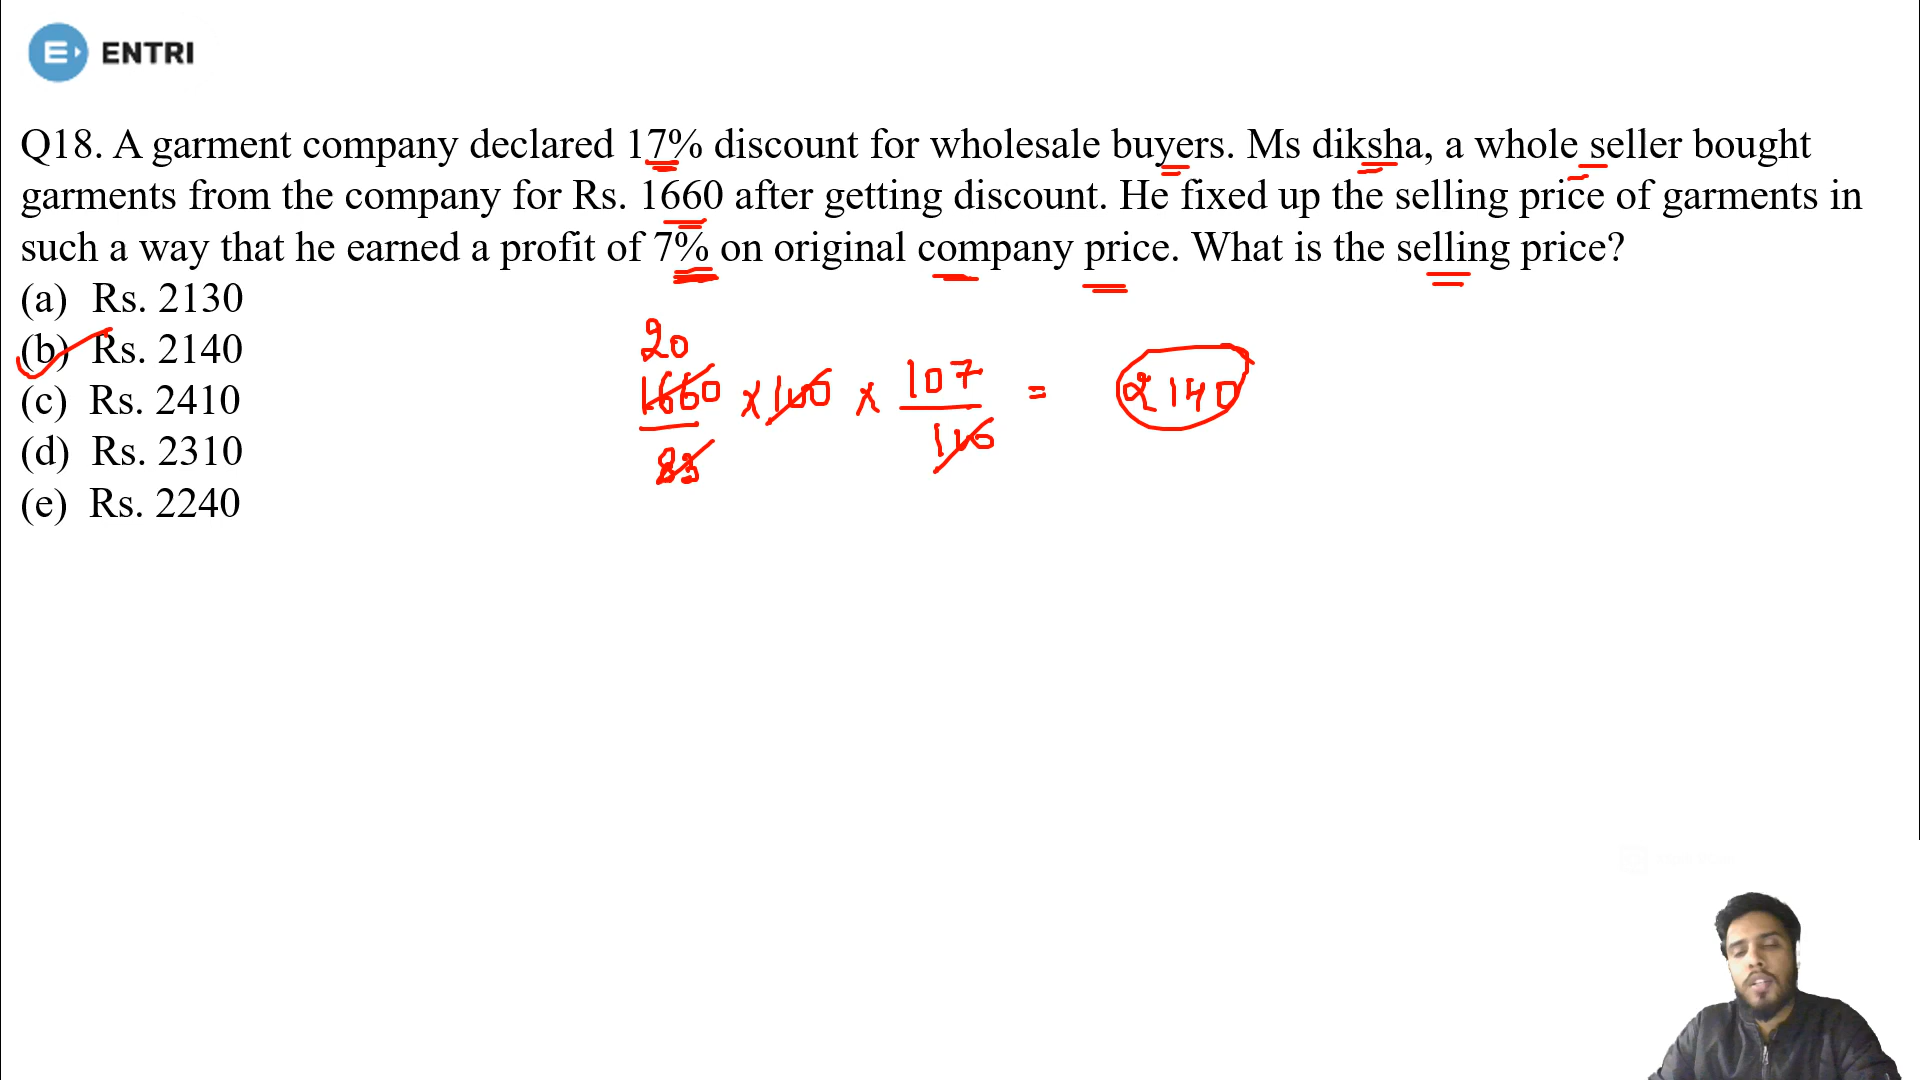 ENTRI
Q18. A garment company declared 17% discount for wholesale buyers. Ms diksha, a whole seller bought
garments from the company for Rs. 1660 after getting discount. He fixed up the selling price of garments in
such a way that he earned a profit of 7% on original company price. What is the selling price?
(a) Rs. 2130
(b) Rs. 2140
(c) Rs. 2410
(d) Rs. 2310
(e) Rs. 2240
20
1660 × 100 × 107 = 2140
83 100